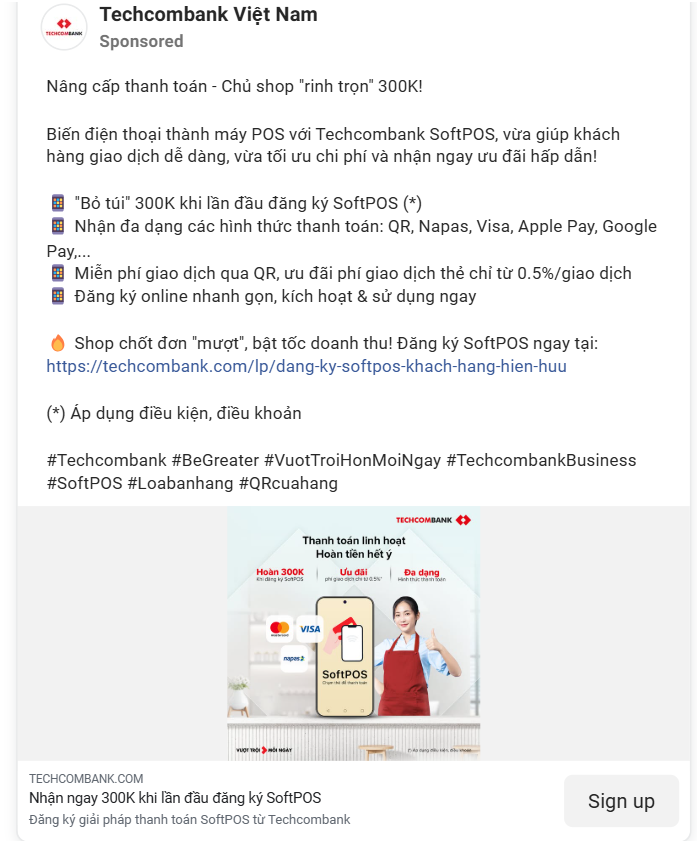 TECHCOMBANK
Techcombank Việt Nam
Sponsored
Nâng cấp thanh toán - Chủ shop "rinh trọn" 300K!
Biến điện thoại thành máy POS với Techcombank SoftPOS, vừa giúp khách
hàng giao dịch dễ dàng, vừa tối ưu chi phí và nhận ngay ưu đãi hấp dẫn!
"Bỏ túi" 300K khi lần đầu đăng ký SoftPOS (*)
Nhận đa dạng các hình thức thanh toán: QR, Napas, Visa, Apple Pay, Google
Pay,...
Miễn phí giao dịch qua QR, ưu đãi phí giao dịch thẻ chỉ từ 0.5%/giao dịch
Đăng ký online nhanh gọn, kích hoạt & sử dụng ngay
Shop chốt đơn "mượt", bật tốc doanh thu! Đăng ký SoftPOS ngay tại:
https://techcombank.com/lp/dang-ky-softpos-khach-hang-hien-huu
(*) Áp dụng điều kiện, điều khoản
#Techcombank #BeGreater #VuotTroiHonMoiNgay #TechcombankBusiness
#SoftPOS #Loabanhang #QRcuahang
TECHCOMBANK
Thanh toán linh hoạt
Hoàn tiền hết ý
Hoàn 300K
Khi đăng ký SoftPOS
Ưu đãi
phí giao dịch chỉ từ 0.5%*
Đa dạng
Hình thức thanh toán
mastercard
VISA
napas
SoftPOS
Chạm thẻ để thanh toán
VƯỢT TRỘI MỖI NGAY
(*) Áp dụng điều kiện, điều khoản
TECHCOMBANK.COM
Nhận ngay 300K khi lần đầu đăng ký SoftPOS
Đăng ký giải pháp thanh toán SoftPOS từ Techcombank
Sign up